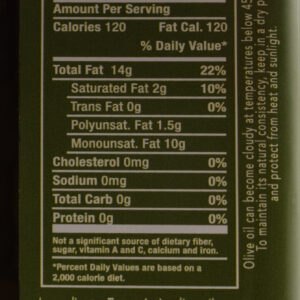 Amount Per Serving
Calories 120 Fat Cal. 120
% Daily Value*
Total Fat 14g 22%
Saturated Fat 2g 10%
Trans Fat 0g 0%
Polyunsat. Fat 1.5g
Monounsat. Fat 10g
Cholesterol 0mg 0%
Sodium 0mg 0%
Total Carb 0g 0%
Protein 0g 0%
Not a significant source of dietary fiber,
sugar, vitamin A and C, calcium and iron.
*Percent Daily Values are based on a
2,000 calorie diet.
Olive oil can become cloudy at temperatures below 45
To maintain its natural consistency, keep in a dry p
and protect from heat and sunlight.